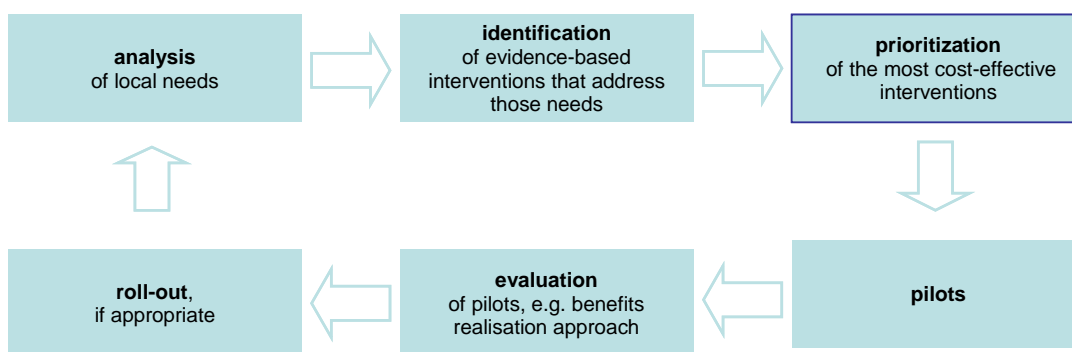 analysis
of local needs
identification
of evidence-based
interventions that address
those needs
prioritization
of the most cost-effective
interventions
pilots
evaluation
of pilots, e.g. benefits
realisation approach
roll-out,
if appropriate